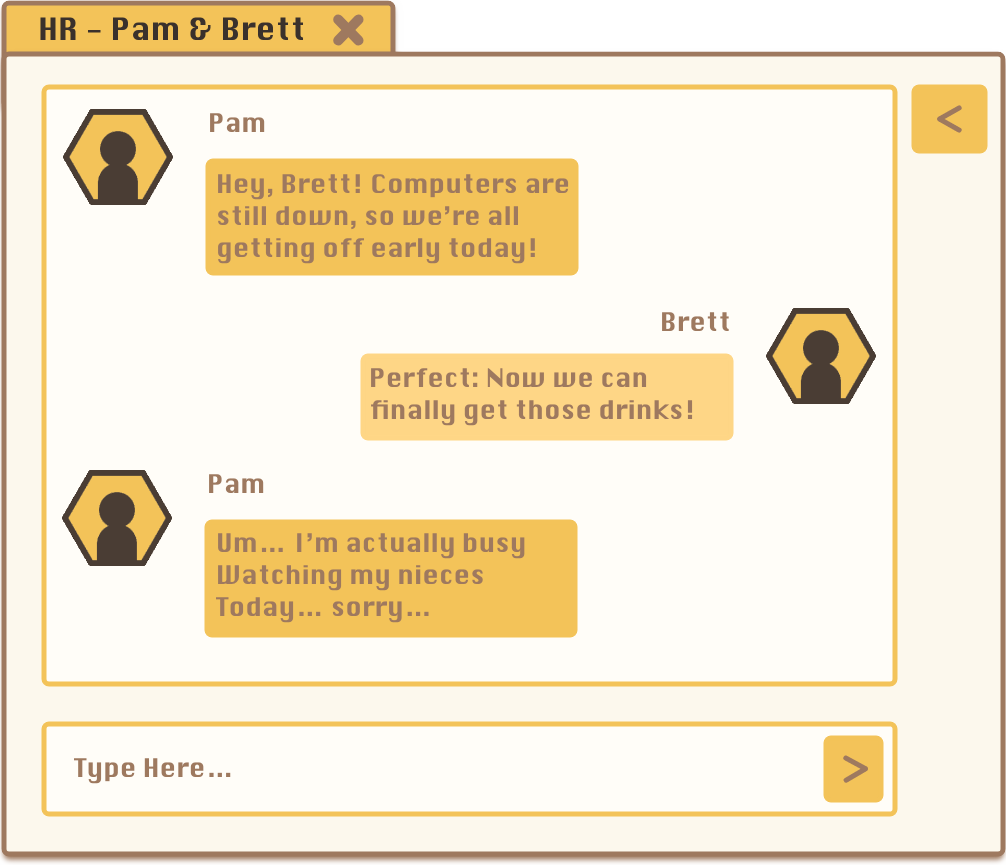 HR - Pam & Brett
Pam
Hey, Brett! Computers are
still down, so we're all
getting off early today!
Brett
Perfect: Now we can
finally get those drinks!
Pam
Um... I'm actually busy
Watching my nieces
Today... sorry...
Type Here...